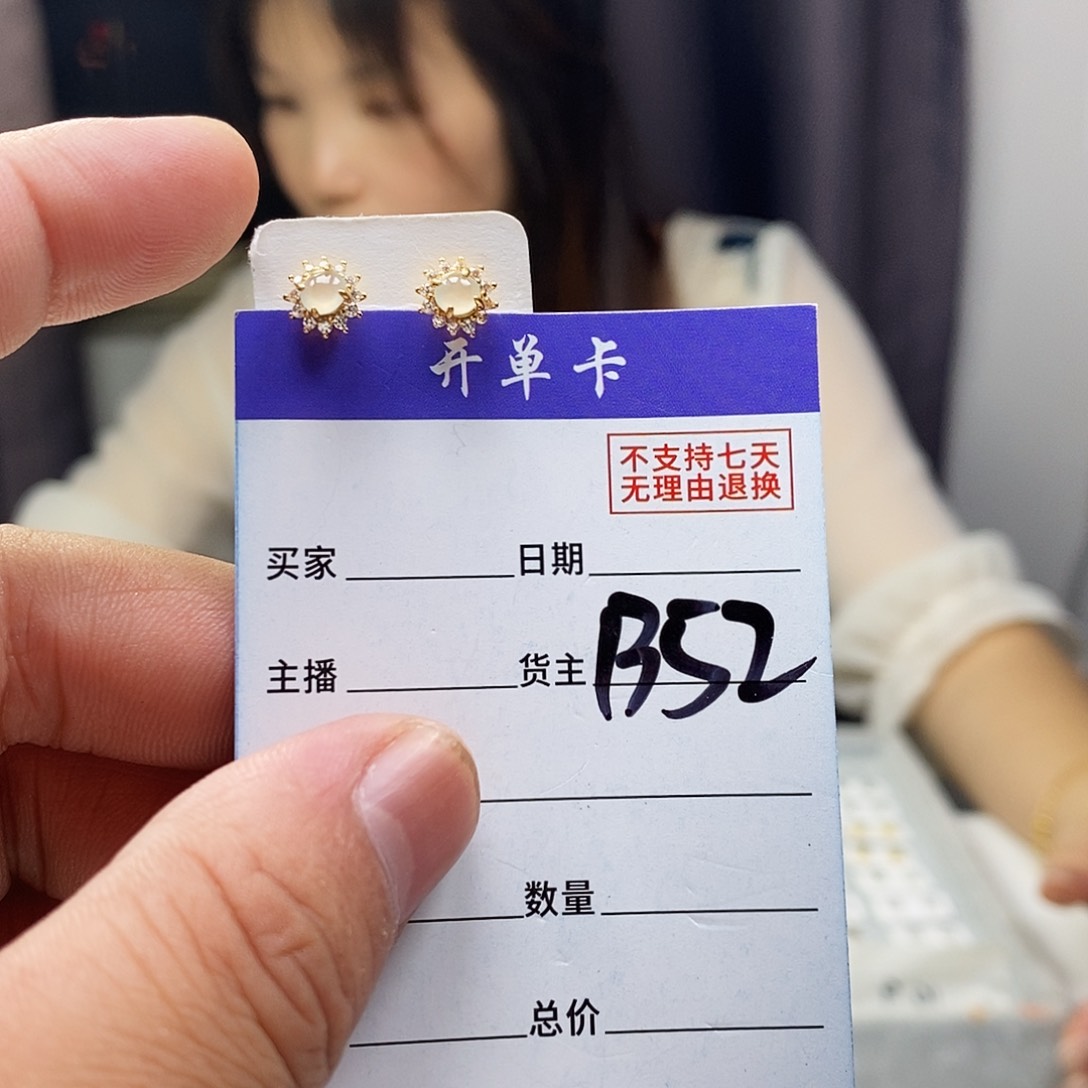 开单卡
不支持七天
无理由退换
买家 日期
主播 货主 B52
数量
总价